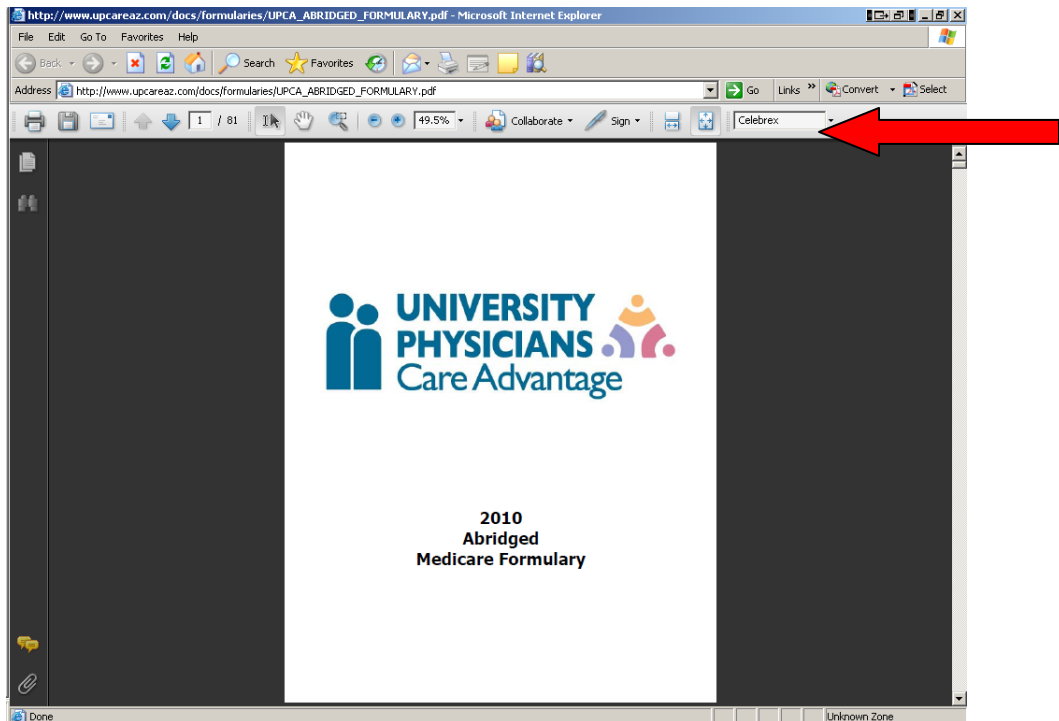 http://www.upcareaz.com/docs/formularies/UPCA_ABRIDGED_FORMULARY.pdf - Microsoft Internet Explorer
File Edit Go To Favorites Help
Back Search Favorites
Address http://www.upcareaz.com/docs/formularies/UPCA_ABRIDGED_FORMULARY.pdf Go Links » Convert Select
1 / 81 49.5% Collaborate Sign Celebrex
UNIVERSITY
PHYSICIANS
Care Advantage
2010
Abridged
Medicare Formulary
Done Unknown Zone